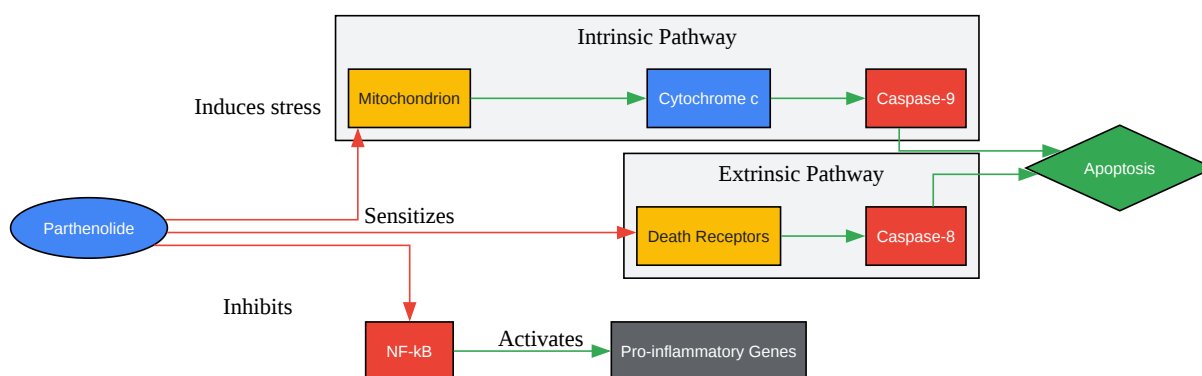 Intrinsic Pathway
Mitochondrion
Cytochrome c
Caspase-9
Induces stress
Apoptosis
Extrinsic Pathway
Parthenolide
Sensitizes
Death Receptors
Caspase-8
Inhibits
NF-kB
Activates
Pro-inflammatory Genes